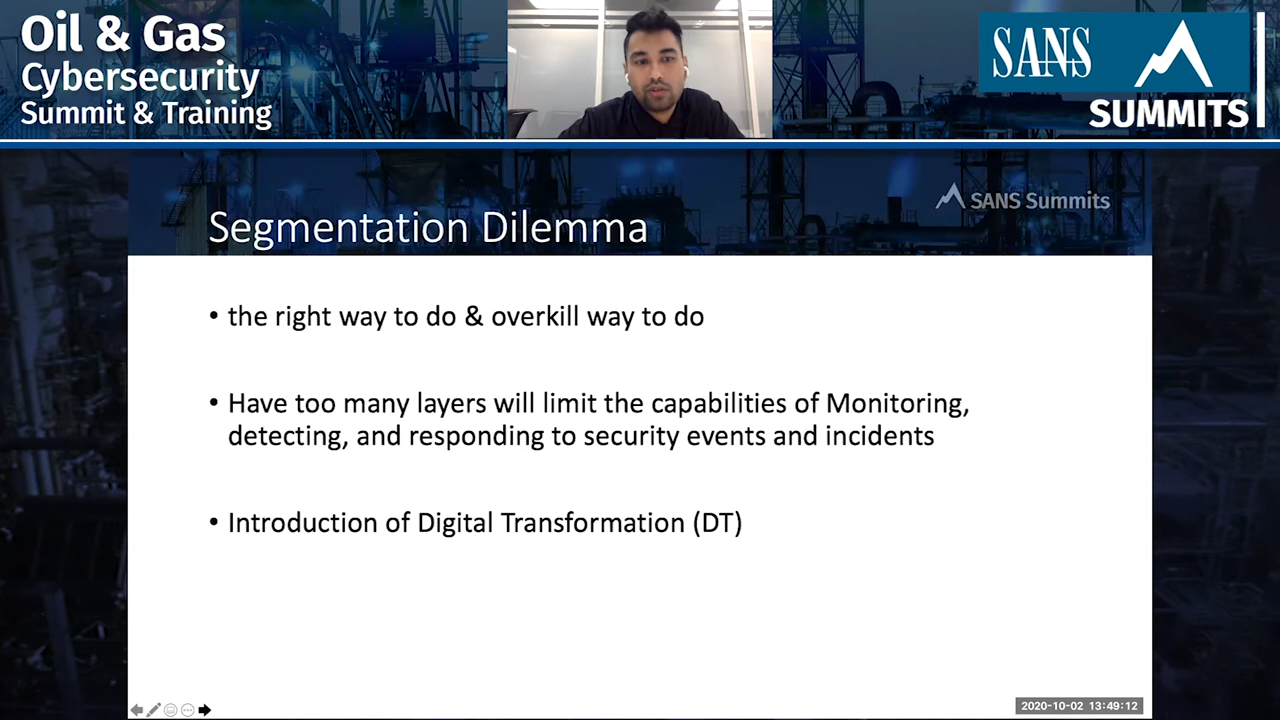 Oil & Gas
Cybersecurity
Summit & Training
SANS
SUMMITS
SANS Summits
Segmentation Dilemma
• the right way to do & overkill way to do
• Have too many layers will limit the capabilities of Monitoring,
detecting, and responding to security events and incidents
• Introduction of Digital Transformation (DT)
2020-10-02 13:49:12